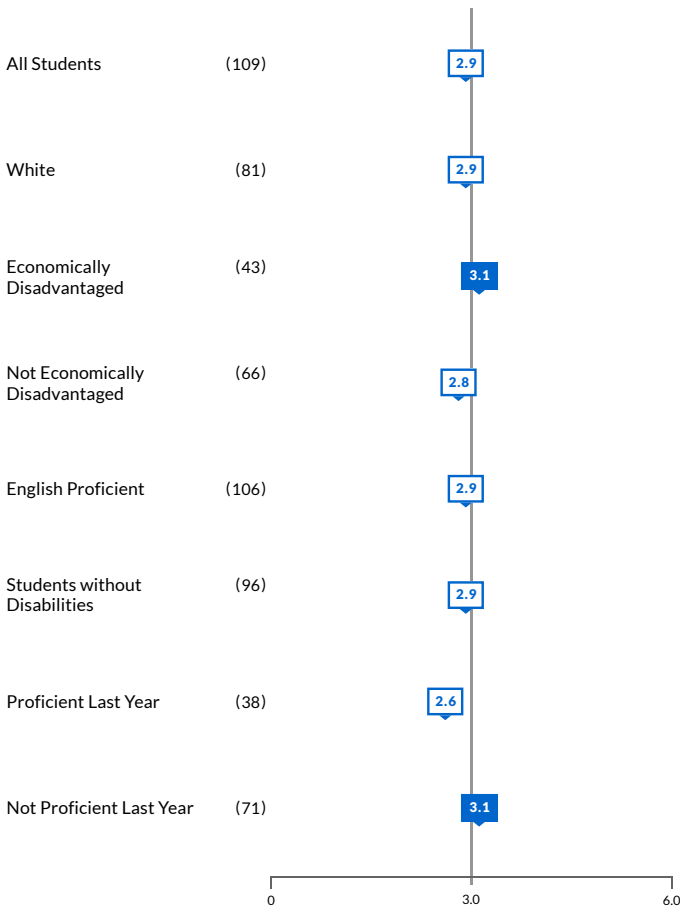 All Students (109) 2.9
White (81) 2.9
Economically (43)
Disadvantaged
3.1
Not Economically (66)
Disadvantaged
2.8
English Proficient (106) 2.9
Students without (96)
Disabilities
2.9
Proficient Last Year (38) 2.6
Not Proficient Last Year (71) 3.1
0 3.0 6.0